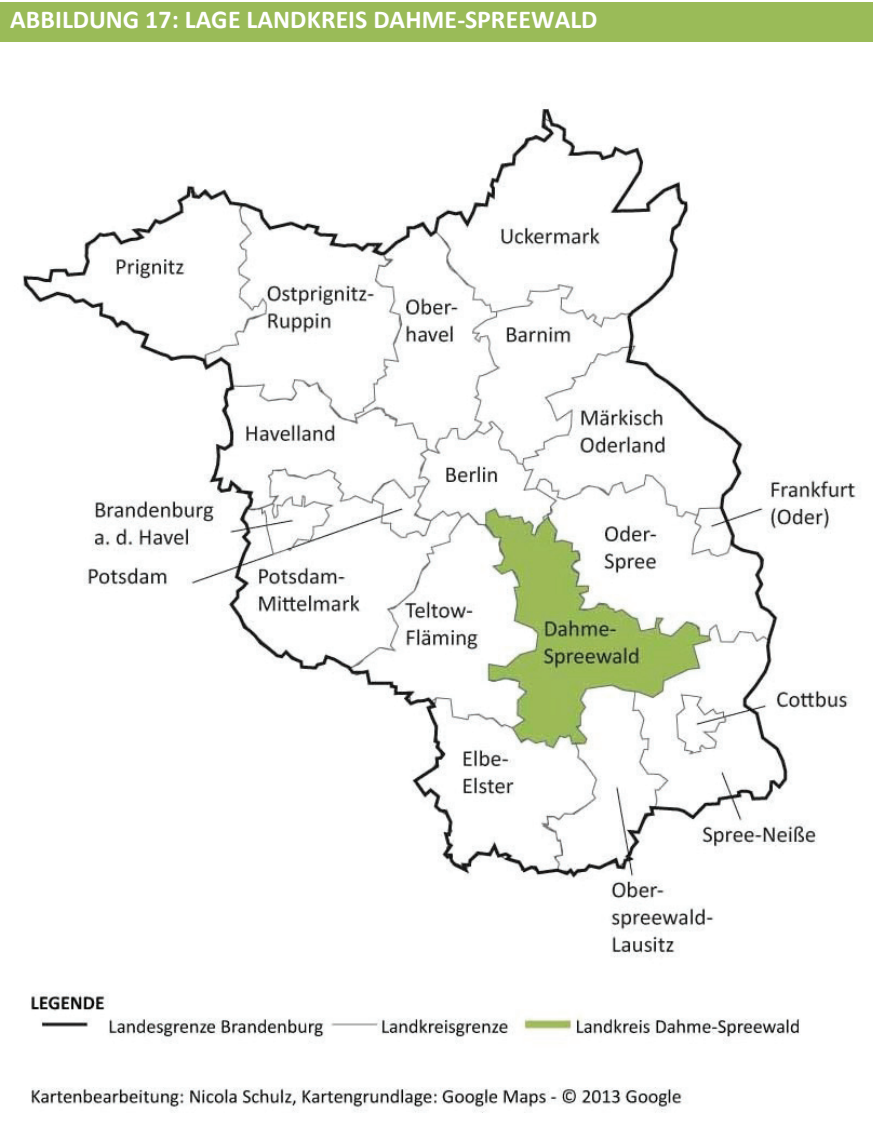 ABBILDUNG 17: LAGE LANDKREIS DAHME-SPREEWALD
Uckermark
Prignitz
Ostprignitz-
Ruppin
Ober-
havel
Barnim
Märkisch
Oderland
Havelland
Berlin
Frankfurt
(Oder)
Brandenburg
a. d. Havel
Oder-
Spree
Potsdam
Potsdam-
Mittelmark
Teltow-
Fläming
Dahme-
Spreewald
Cottbus
Elbe-
Elster
Spree-Neiße
Ober-
spreewald-
Lausitz
LEGENDE
Landesgrenze Brandenburg
Landkreisgrenze
Landkreis Dahme-Spreewald
Kartenbearbeitung: Nicola Schulz, Kartengrundlage: Google Maps - © 2013 Google